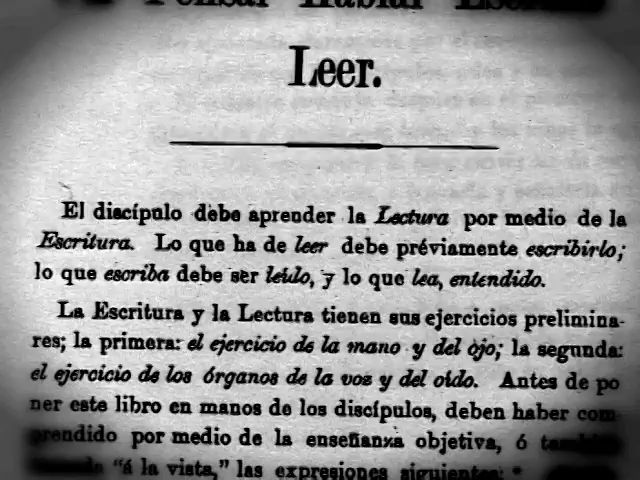 Pensar Hablar
Leer.
El discípulo debe aprender la Lectura por medio de la
Escritura. Lo que ha de leer debe préviamente escribirlo;
lo que escriba debe ser leído, y lo que lea, entendido.
La Escritura y la Lectura tienen sus ejercicios prelimina-
res; la primera: el ejercicio de la mano y del ojo; la segunda:
el ejercicio de los órganos de la voz y del oído. Antes de po
ner este libro en manos de los discípulos, deben haber com
prendido por medio de la enseñanza objetiva, ó
"á la vista," las expresiones siguientes: *